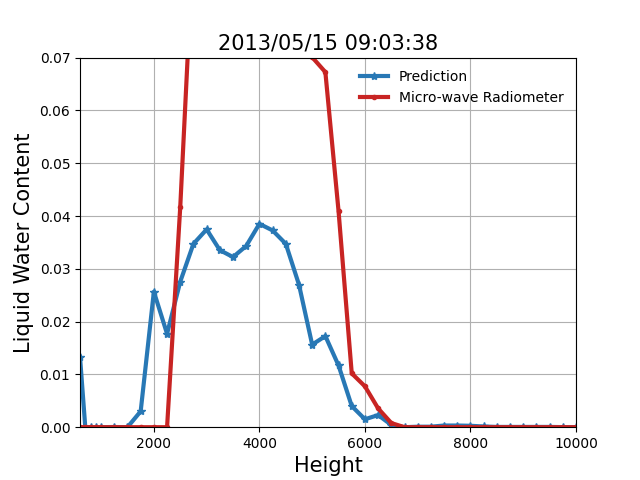 2013/05/15 09:03:38
0.07
0.06
0.05
0.04
0.03
0.02
0.01
0.00
Liquid Water Content
Prediction
Micro-wave Radiometer
2000 4000 6000 8000 10000
Height